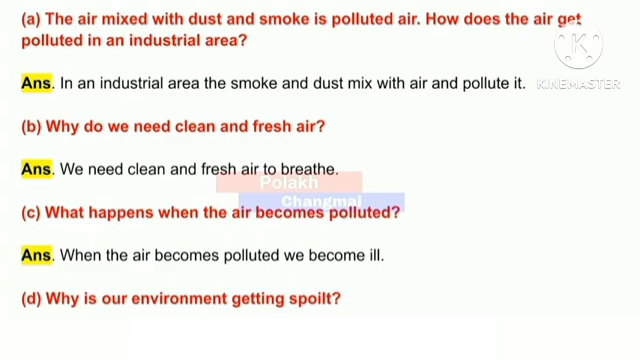 (a) The air mixed with dust and smoke is polluted air. How does the air get
polluted in an industrial area?
Ans. In an industrial area the smoke and dust mix with air and pollute it.
K
KINEMASTER
(b) Why do we need clean and fresh air?
Ans. We need clean and fresh air to breathe.
Polakh
Changmai
(c) What happens when the air becomes polluted?
Ans. When the air becomes polluted we become ill.
(d) Why is our environment getting spoilt?